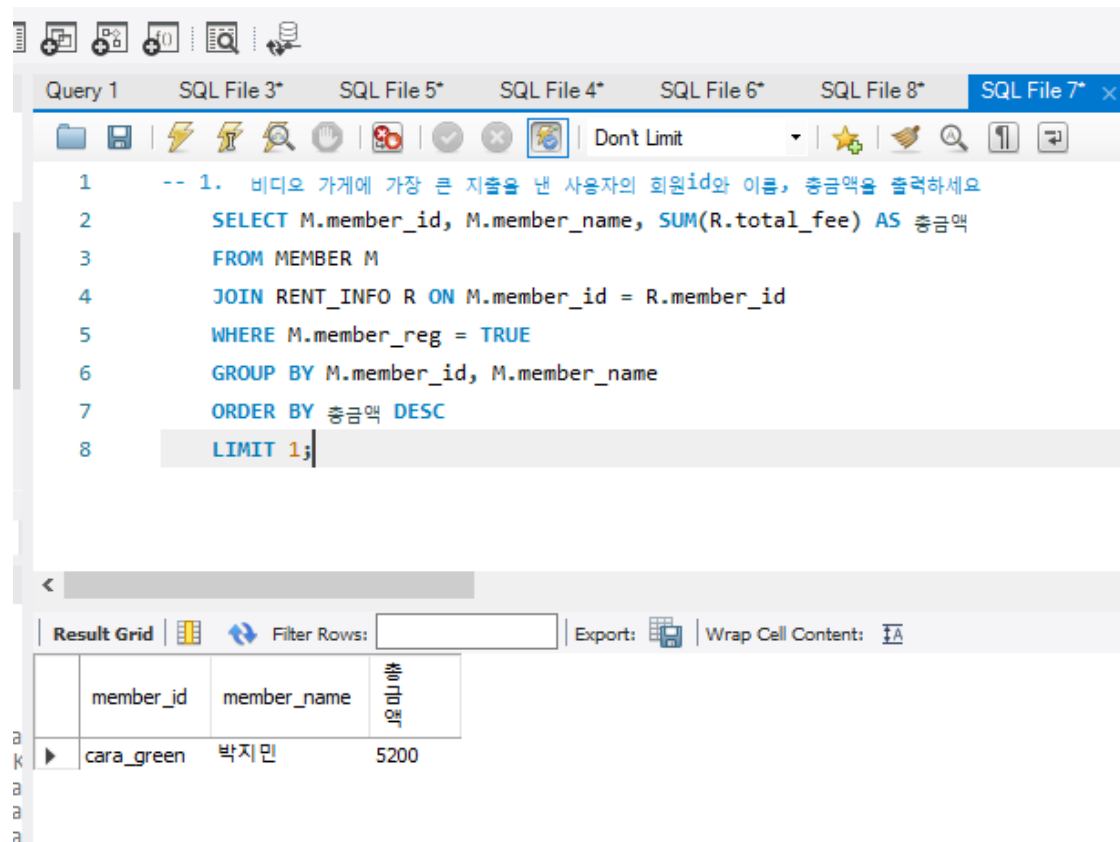 Query 1 SQL File 3* SQL File 5* SQL File 4* SQL File 6* SQL File 8* SQL File 7*
Don't Limit
1 -- 1. 비디오 가게에 가장 큰 지출을 낸 사용자의 회원id와 이름, 총금액을 출력하세요
2 SELECT M.member_id, M.member_name, SUM(R.total_fee) AS 총금액
3 FROM MEMBER M
4 JOIN RENT_INFO R ON M.member_id = R.member_id
5 WHERE M.member_reg = TRUE
6 GROUP BY M.member_id, M.member_name
7 ORDER BY 총금액 DESC
8 LIMIT 1;
Result Grid Filter Rows: Export: Wrap Cell Content:
member_id member_name 총금액
cara_green 박지민 5200